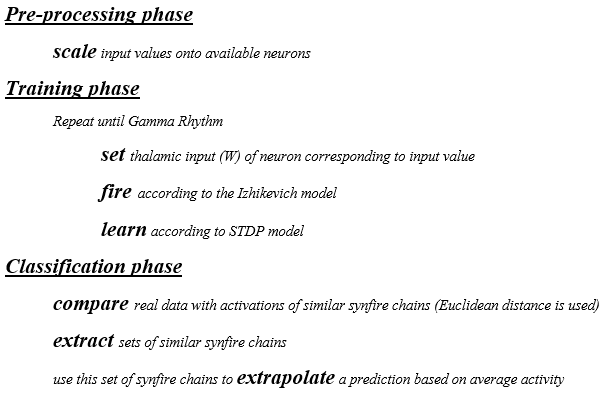 Pre-processing phase
scale input values onto available neurons
Training phase
Repeat until Gamma Rhythm
set thalamic input (W) of neuron corresponding to input value
fire according to the Izhikevich model
learn according to STDP model
Classification phase
compare real data with activations of similar synfire chains (Euclidean distance is used)
extract sets of similar synfire chains
use this set of synfire chains to extrapolate a prediction based on average activity